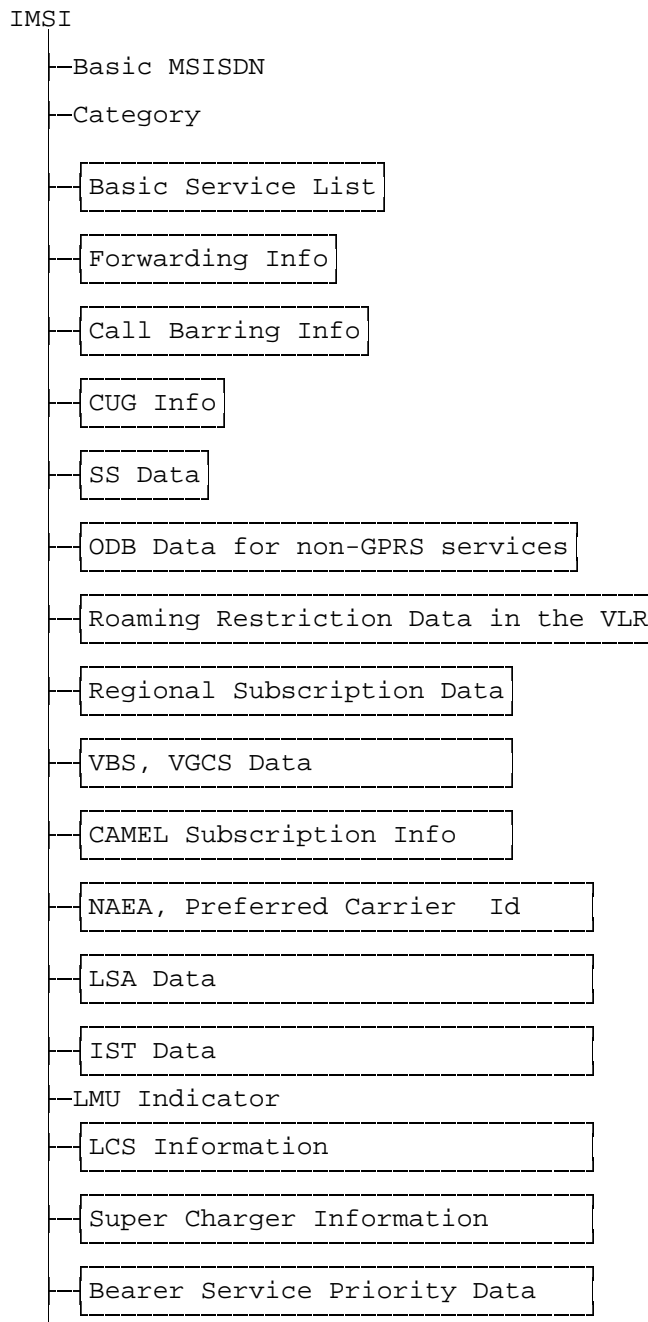 IMSI
Basic MSISDN
Category
Basic Service List
Forwarding Info
Call Barring Info
CUG Info
SS Data
ODB Data for non-GPRS services
Roaming Restriction Data in the VLR
Regional Subscription Data
VBS, VGCS Data
CAMEL Subscription Info
NAEA, Preferred Carrier Id
LSA Data
IST Data
LMU Indicator
LCS Information
Super Charger Information
Bearer Service Priority Data